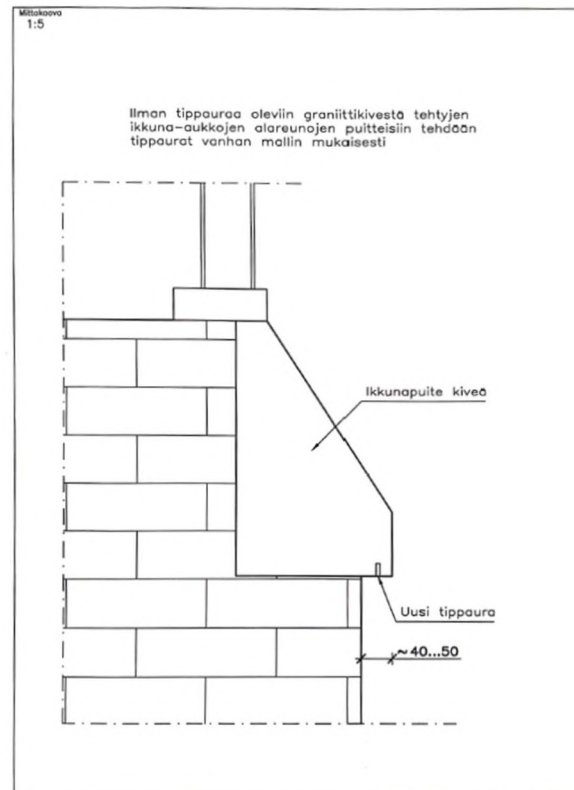 Mittakaava
1:5
Ilman tippauraa oleviin graniittikivestä tehtyjen
ikkuna-aukkojen alareunojen puitteisiin tehdään
tippaurat vanhan mallin mukaisesti
Ikkunapuite kiveä
Uusi tippaura
~40...50